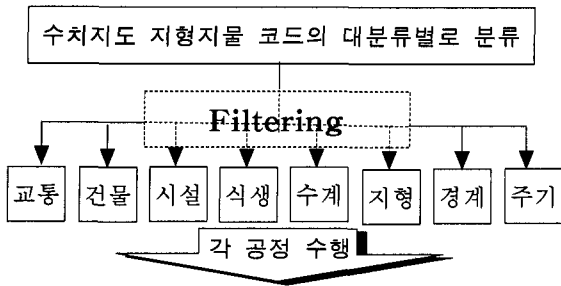 수치지도 지형지물 코드의 대분류별로 분류
Filtering
교통 건물 시설 식생 수계 지형 경계 주기
각 공정 수행